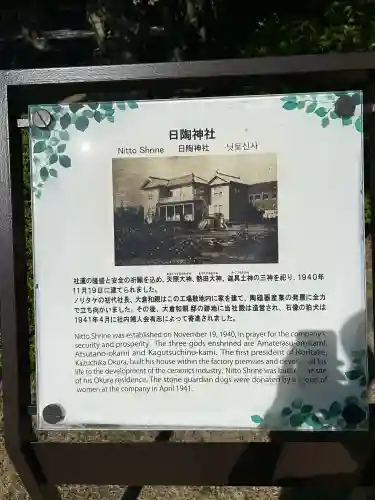 日陶神社
Nitto Shrine 日陶神社 닛토신사
社運の隆盛と安全の祈願を込め、天照大神、熱田大神、迦具土神の三神を祀り、1940年
11月19日に建てられました。
ノリタケの初代社長、大倉和親はこの工場敷地内に家を建て、陶磁器産業の発展に全力
で立ち向かいました。その後、大倉和親邸の跡地に当社殿は造営され、石像の狛犬は
1941年4月に社内婦人会有志によって寄進されました。
Nitto Shrine was established on November 19, 1940, in prayer for the company's
security and prosperity. The three gods enshrined are Amaterasu-omikami,
Atsutano-okami and Kagutsuchino-kami. The first president of Noritake,
Kazuchika Okura, built his house within the factory premises and devoted all his
life to the development of the ceramics industry. Nitto Shrine was built on the site
of his Okura residence. The stone guardian dogs were donated by a group of
women at the company in April 1941.